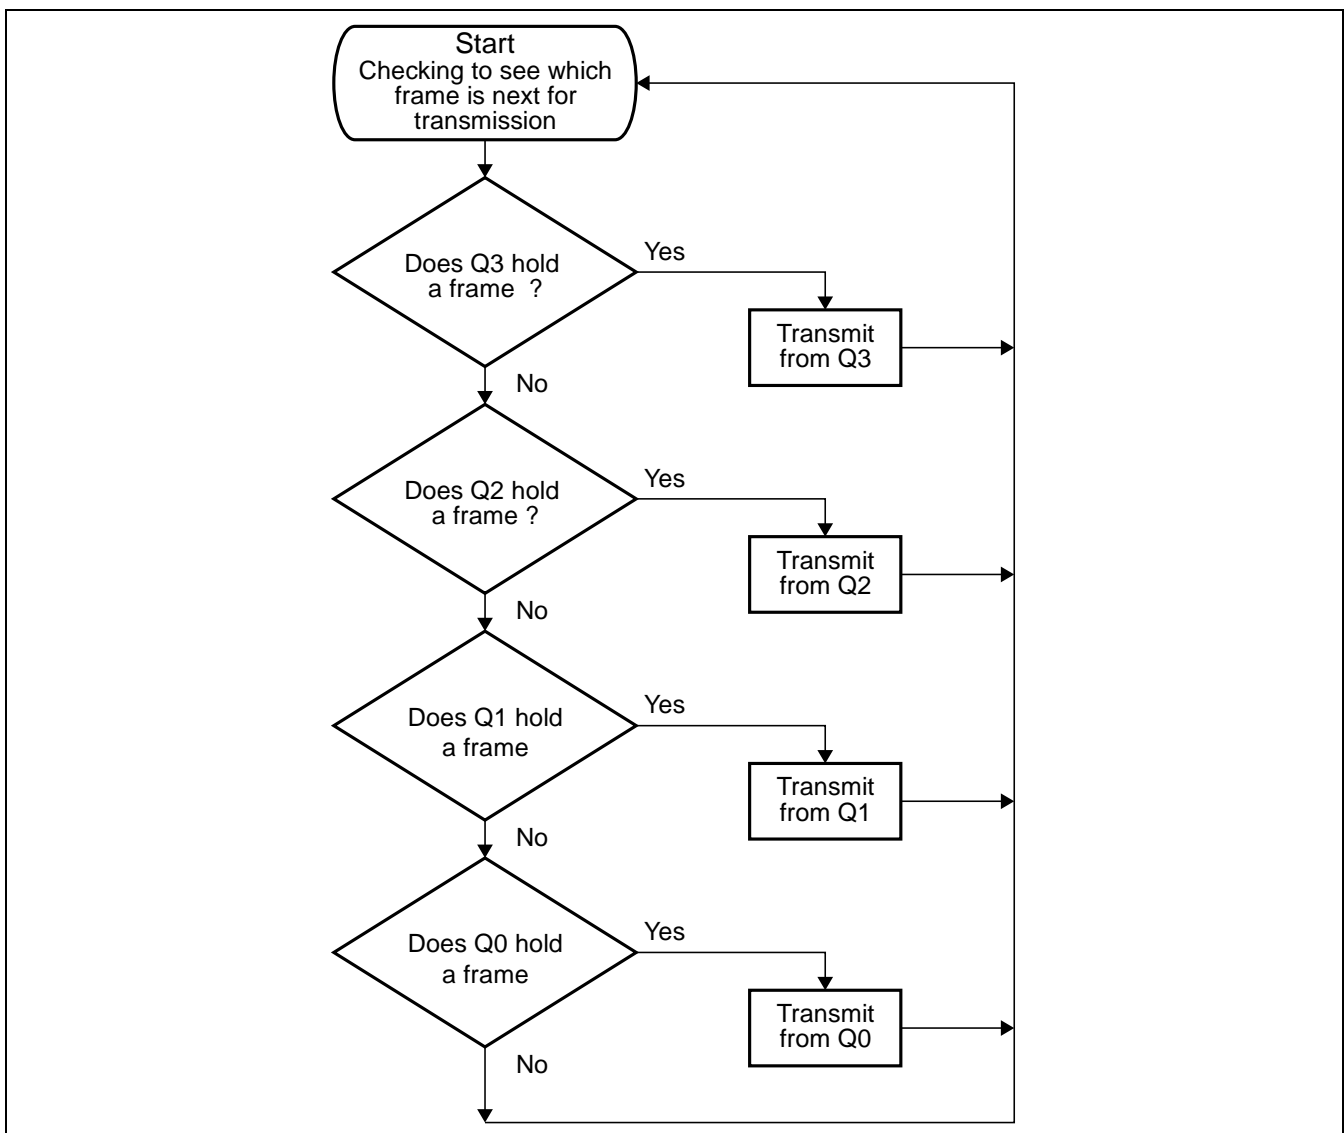 Start
Checking to see which
frame is next for
transmission
Does Q3 hold
a frame ?
Yes
Transmit
from Q3
No
Does Q2 hold
a frame ?
Yes
Transmit
from Q2
No
Does Q1 hold
a frame
Yes
Transmit
from Q1
No
Does Q0 hold
a frame
Yes
Transmit
from Q0
No